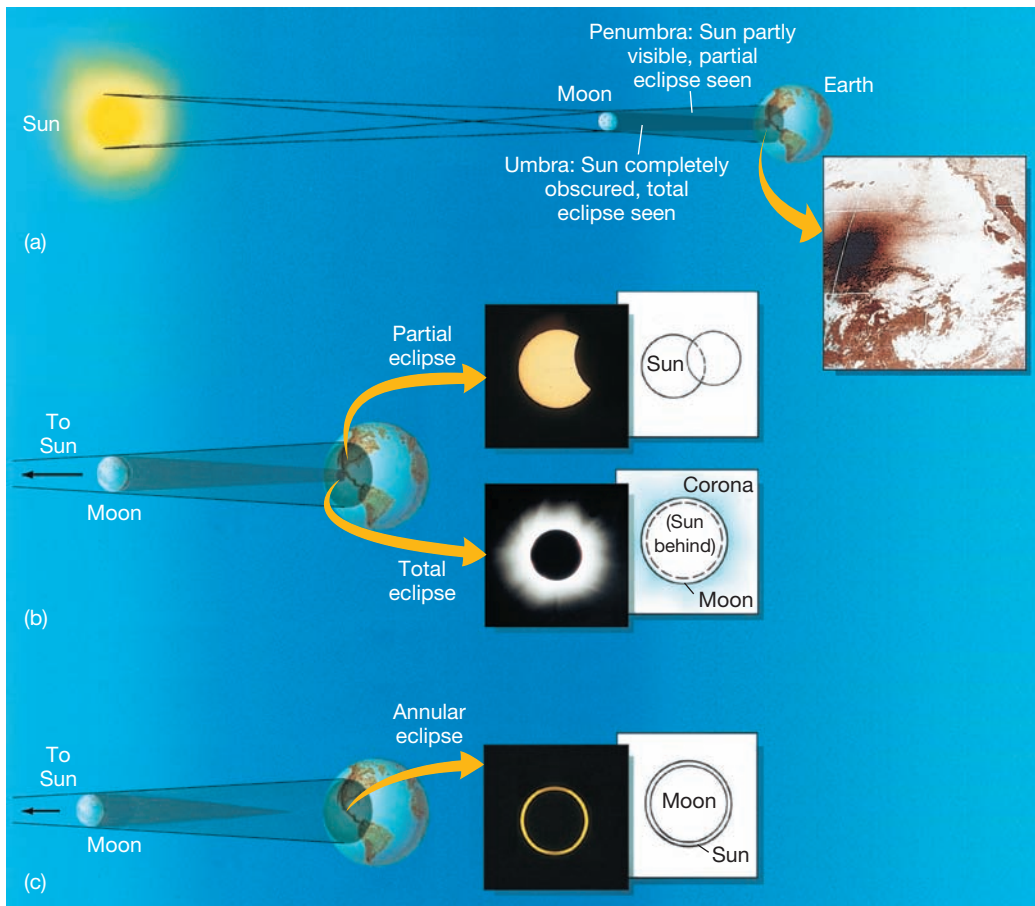 Penumbra: Sun partly
visible, partial
eclipse seen
Moon
Earth
Sun
Umbra: Sun completely
obscured, total
eclipse seen
(a)
Partial
eclipse
Sun
To
Sun
Moon
Corona
(Sun
behind)
Moon
Total
eclipse
(b)
Annular
eclipse
To
Sun
Moon
Moon
Sun
(c)